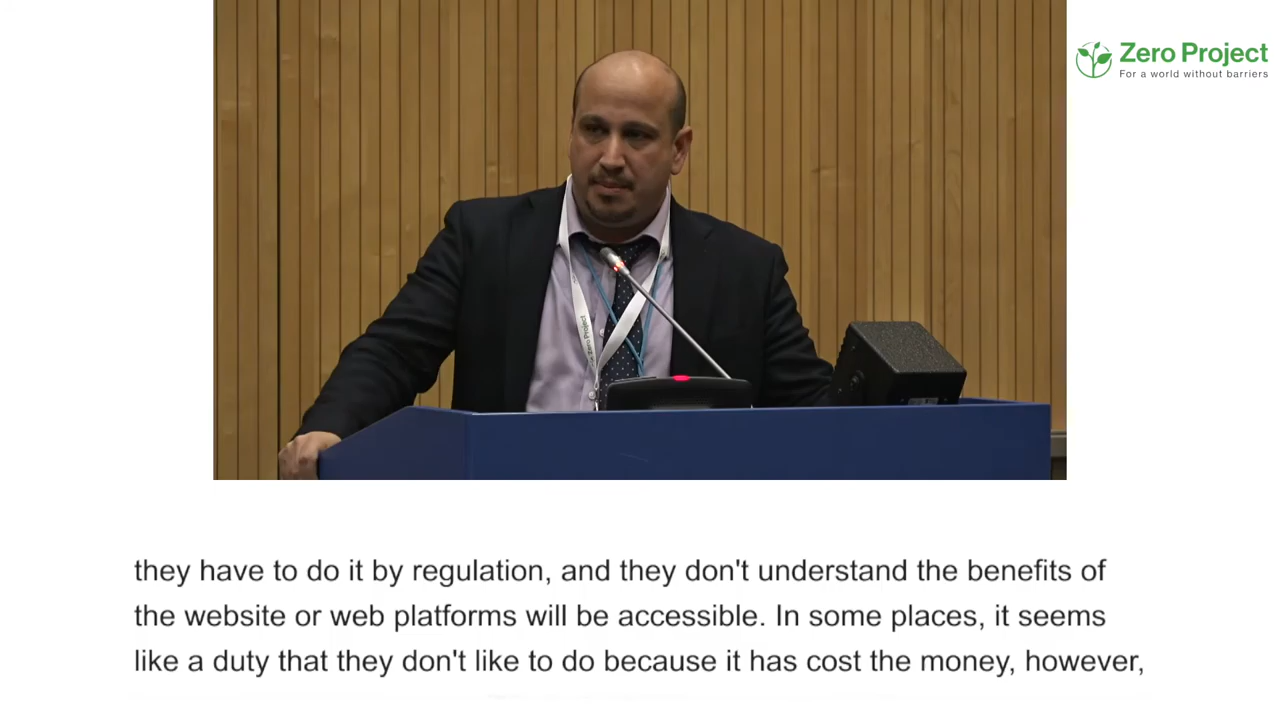 Zero Project
For a world without barriers
Zero Project
they have to do it by regulation, and they don't understand the benefits of
the website or web platforms will be accessible. In some places, it seems
like a duty that they don't like to do because it has cost the money, however,